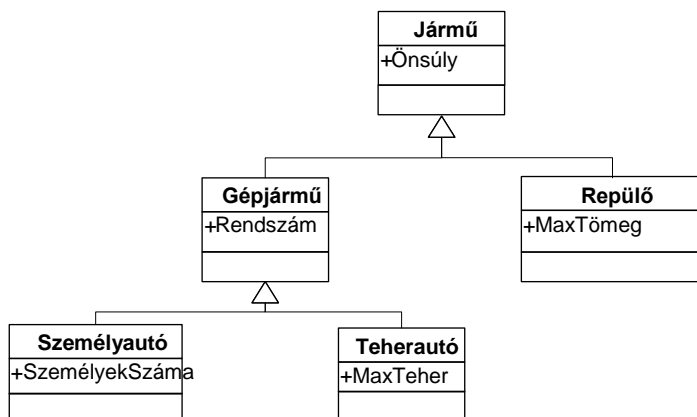 Jármű
+Önsúly
Gépjármű
+Rendszám
Repülő
+MaxTömeg
Személyautó
+SzemélyekSzáma
Teherautó
+MaxTeher